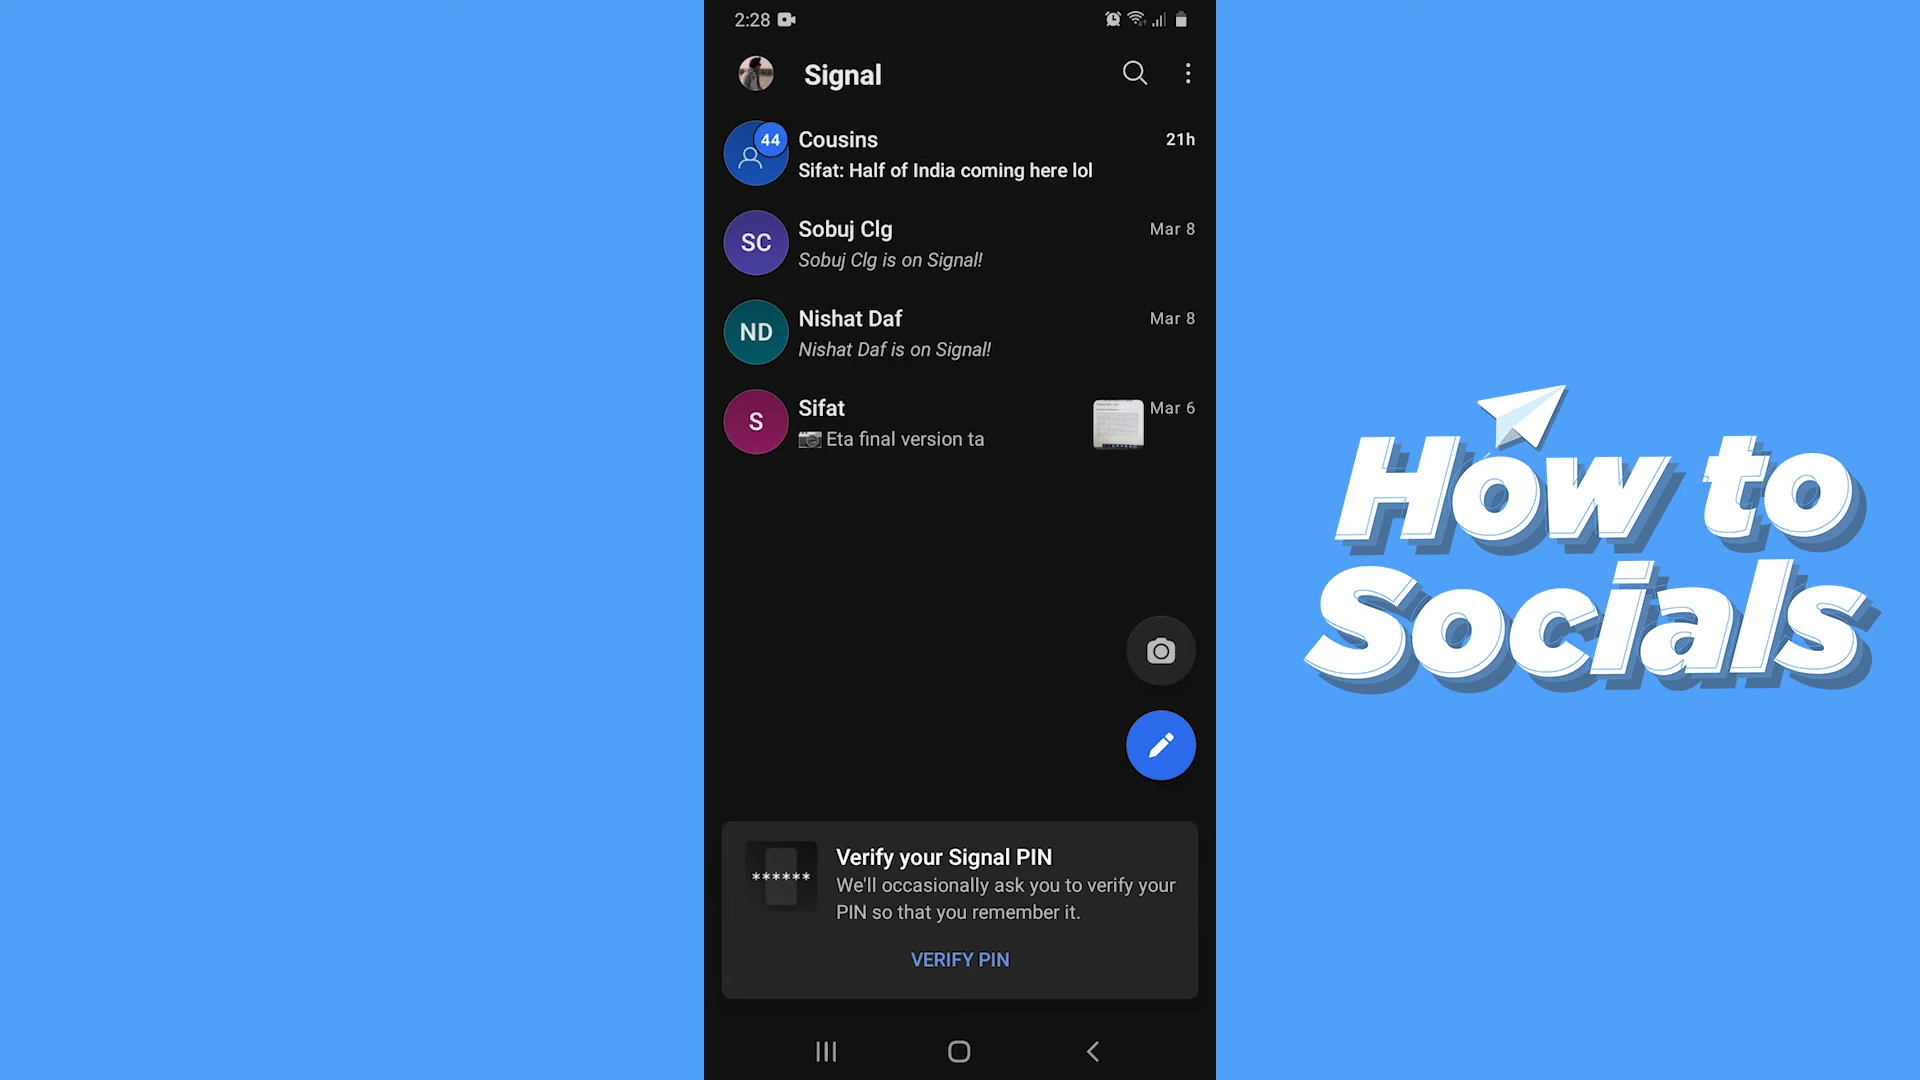 2:28
Signal
44
Cousins
21h
Sifat: Half of India coming here lol
SC
Sobuj Clg
Mar 8
Sobuj Clg is on Signal!
ND
Nishat Daf
Mar 8
Nishat Daf is on Signal!
S
Sifat
Mar 6
Eta final version ta
How to
Socials
******
Verify your Signal PIN
We'll occasionally ask you to verify your
PIN so that you remember it.
VERIFY PIN